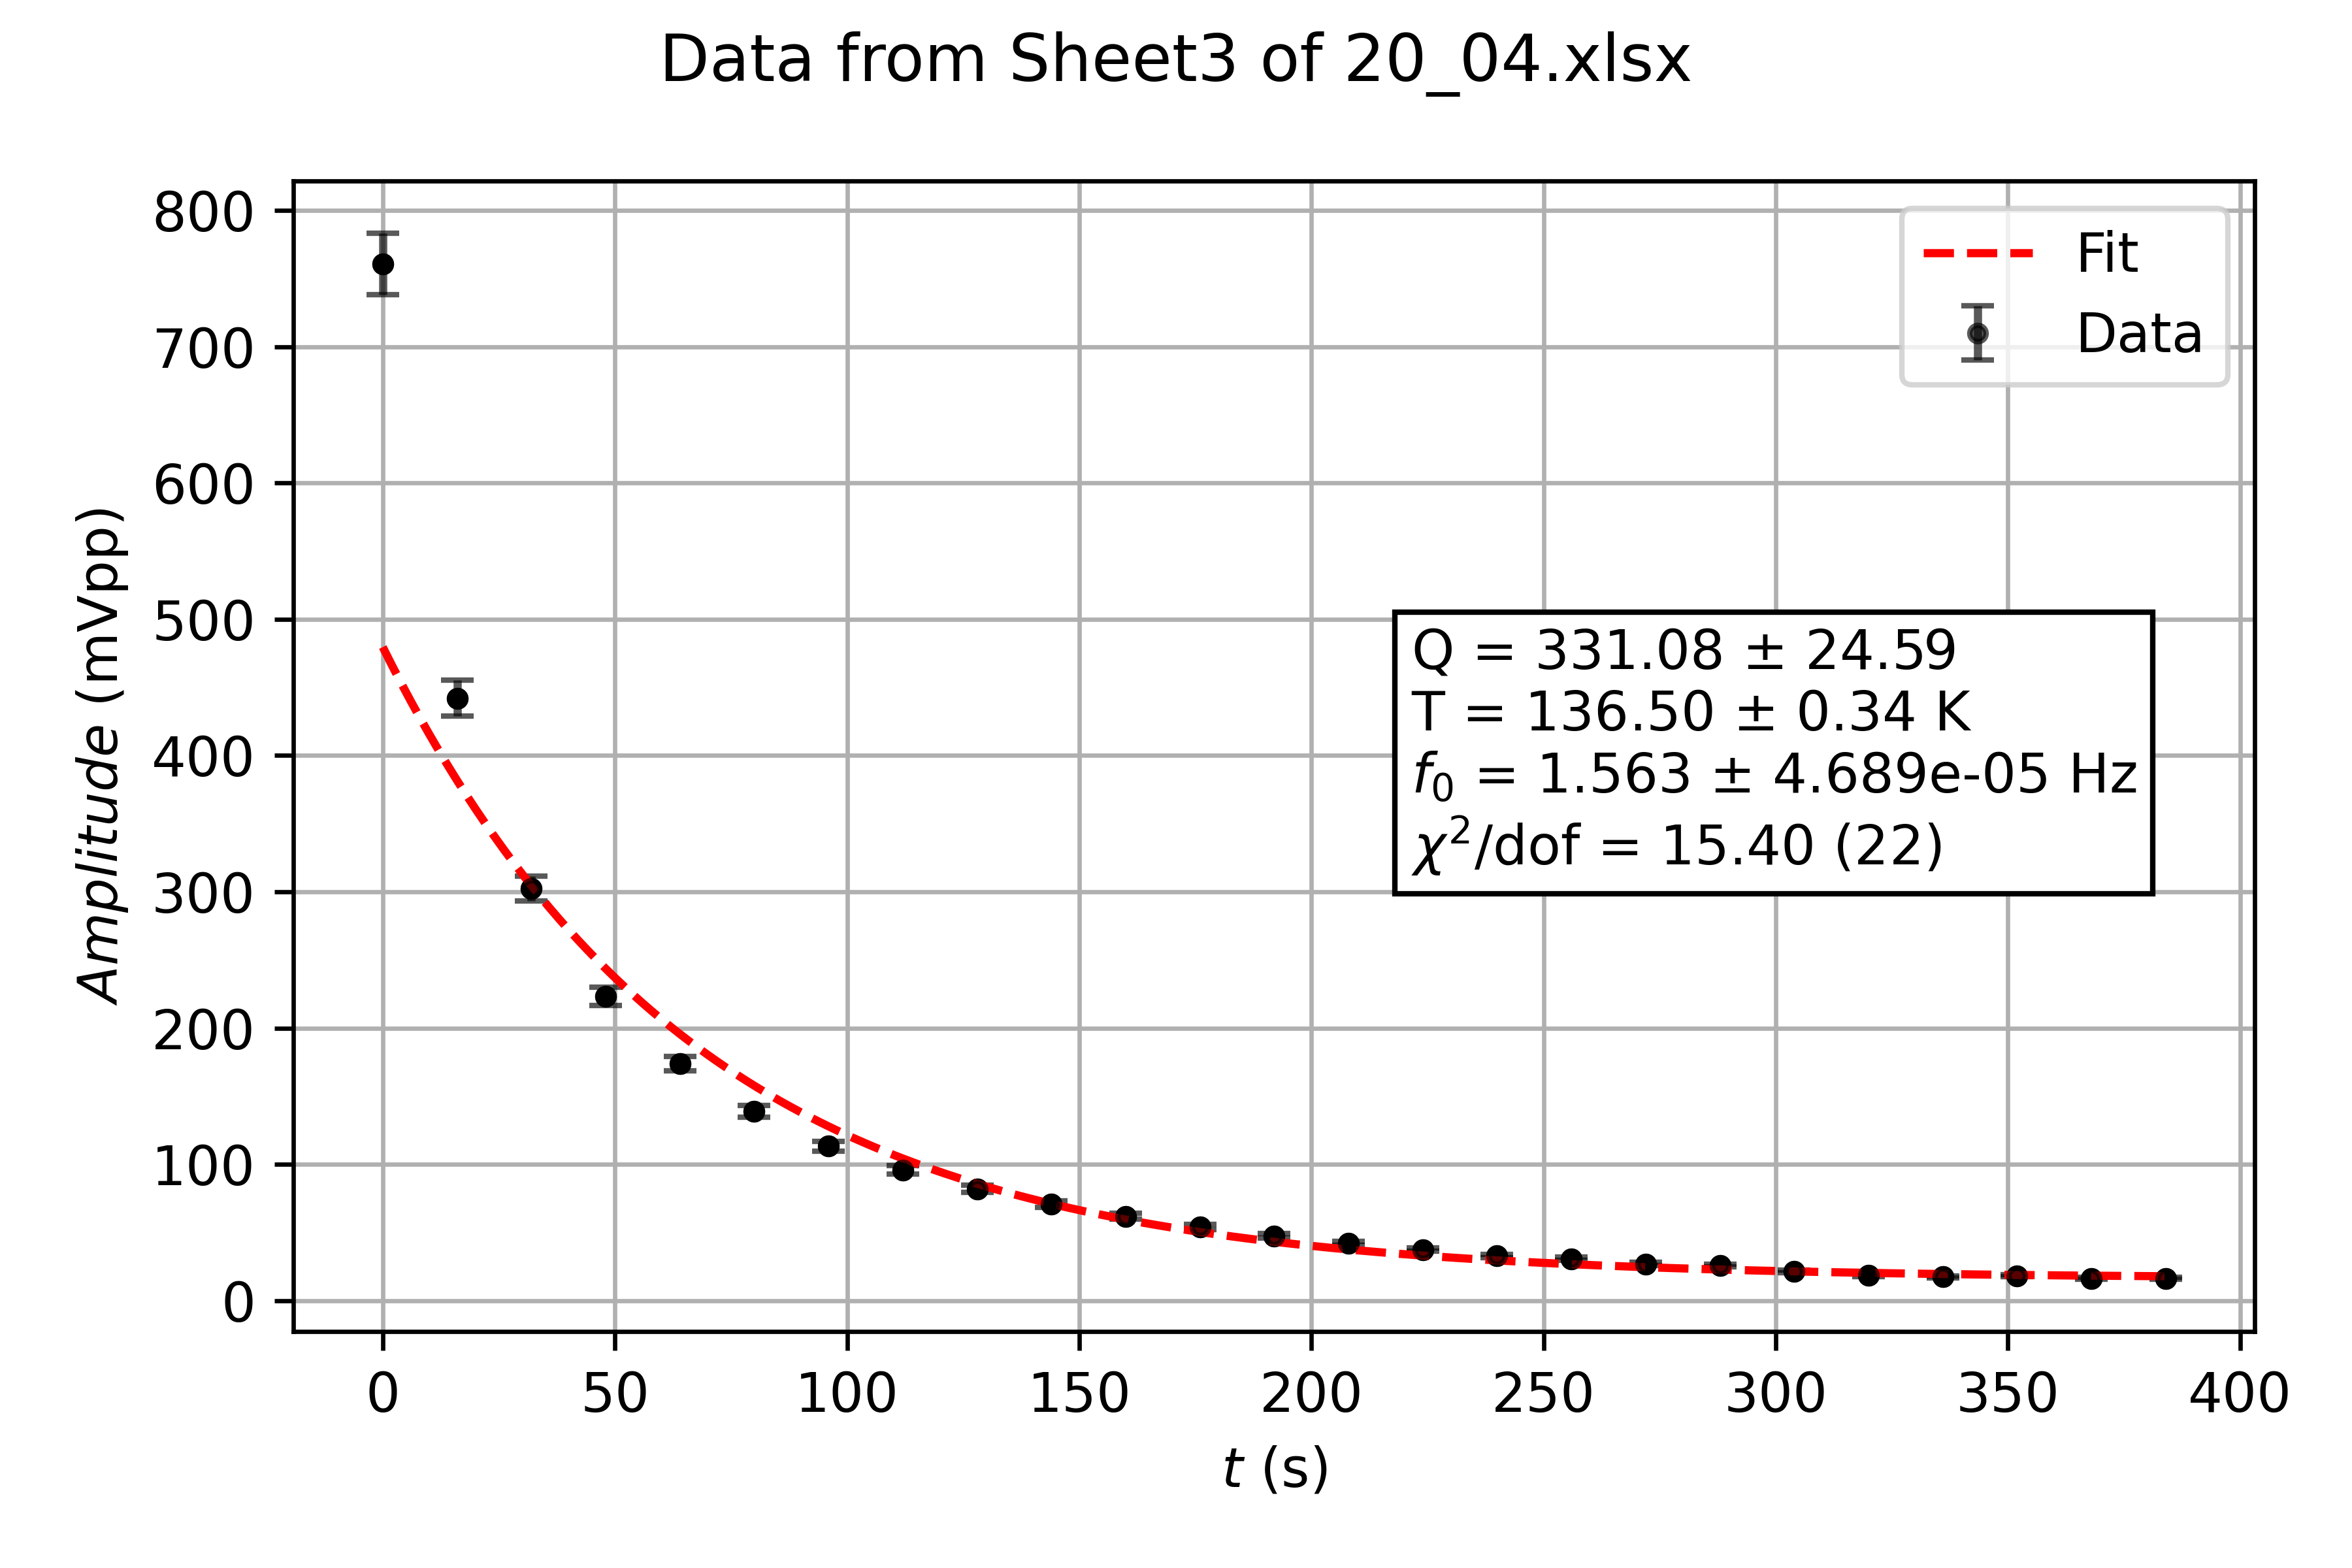 Data from Sheet3 of 20_04.xlsx
800
700
600
500
400
300
200
100
0
Amplitude (mVpp)
Fit
Data
Q = 331.08 ± 24.59
T = 136.50 ± 0.34 K
f₀ = 1.563 ± 4.689e-05 Hz
χ²/dof = 15.40 (22)
0 50 100 150 200 250 300 350 400
t (s)